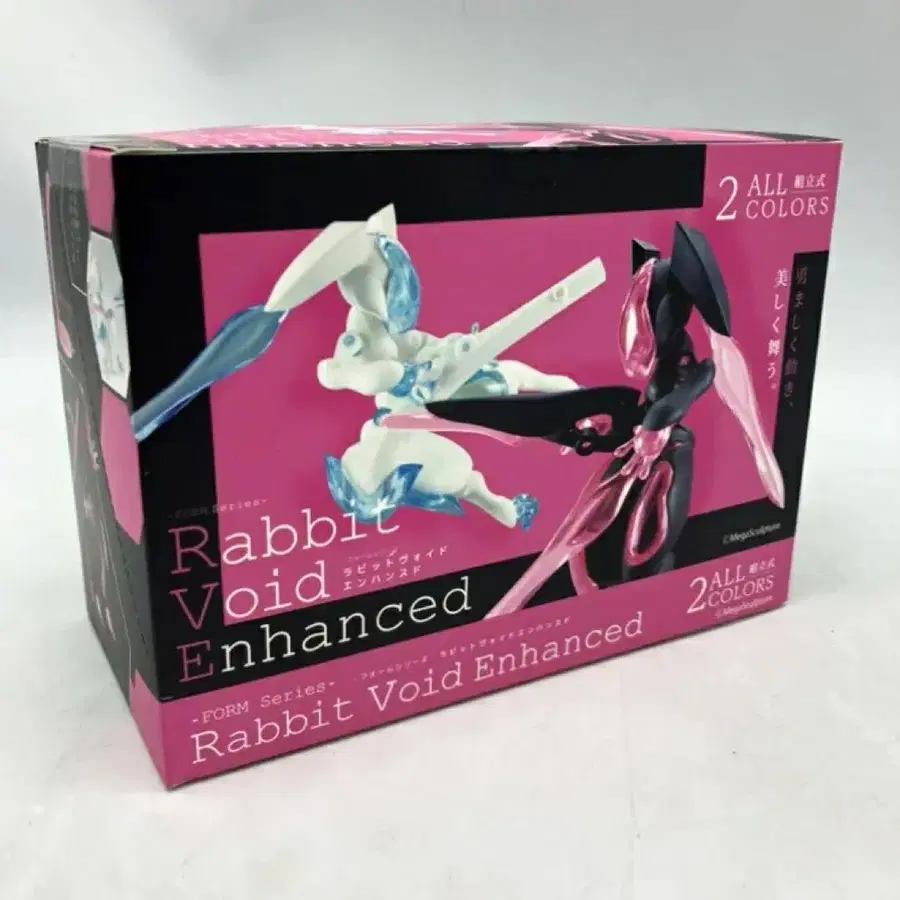 Enhanced
2 ALL 組立式
COLORS
勇ましく動き、
美しく舞う。
©MegaSculpture
-FORM Series-
Rabbit
Void
フォームシリーズ
ラビットヴォイド
エンハンスド
Enhanced
2 ALL 組立式
COLORS
©MegaSculpture
-FORM Series-
フォームシリーズ ラビットヴォイドエンハンスド
Rabbit Void Enhanced